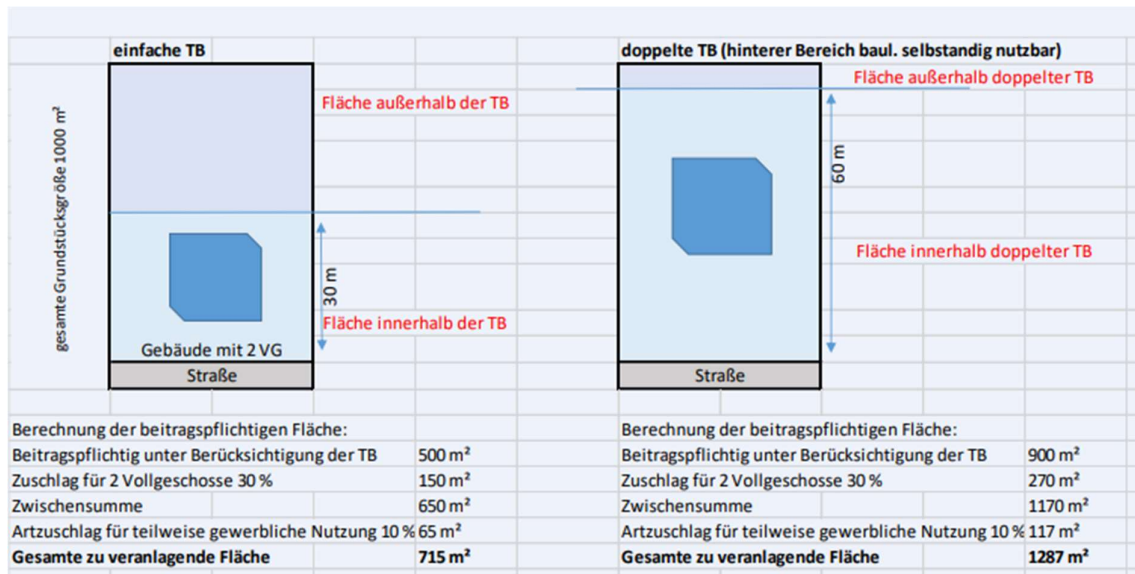 einfache TB
gesamte Grundstücksgröße 1000 m²
Fläche außerhalb der TB
30 m
Fläche innerhalb der TB
Gebäude mit 2 VG
Straße
Berechnung der beitragspflichtigen Fläche:
Beitragspflichtig unter Berücksichtigung der TB 500 m²
Zuschlag für 2 Vollgeschosse 30 % 150 m²
Zwischensumme 650 m²
Artzuschlag für teilweise gewerbliche Nutzung 10 % 65 m²
Gesamte zu veranlagende Fläche 715 m²
doppelte TB (hinterer Bereich baul. selbstandig nutzbar)
Fläche außerhalb doppelter TB
60 m
Fläche innerhalb doppelter TB
Straße
Berechnung der beitragspflichtigen Fläche:
Beitragspflichtig unter Berücksichtigung der TB 900 m²
Zuschlag für 2 Vollgeschosse 30 % 270 m²
Zwischensumme 1170 m²
Artzuschlag für teilweise gewerbliche Nutzung 10 % 117 m²
Gesamte zu veranlagende Fläche 1287 m²